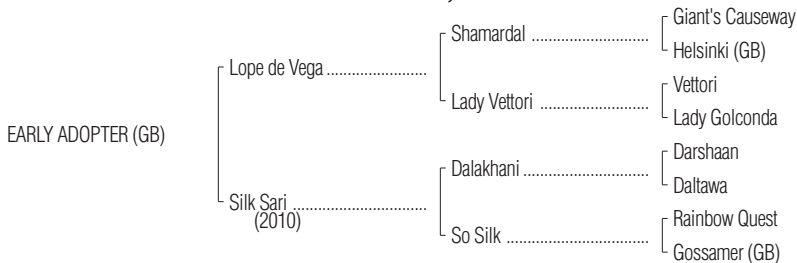 Giant's Causeway
Shamardal ..................
Helsinki (GB)
Lope de Vega ....................
Vettori
Lady Vettori ................
Lady Golconda
EARLY ADOPTER (GB)
Darshaan
Dalakhani ..................
Daltawa
Silk Sari ...........................
(2010)
Rainbow Quest
So Silk .......................
Gossamer (GB)